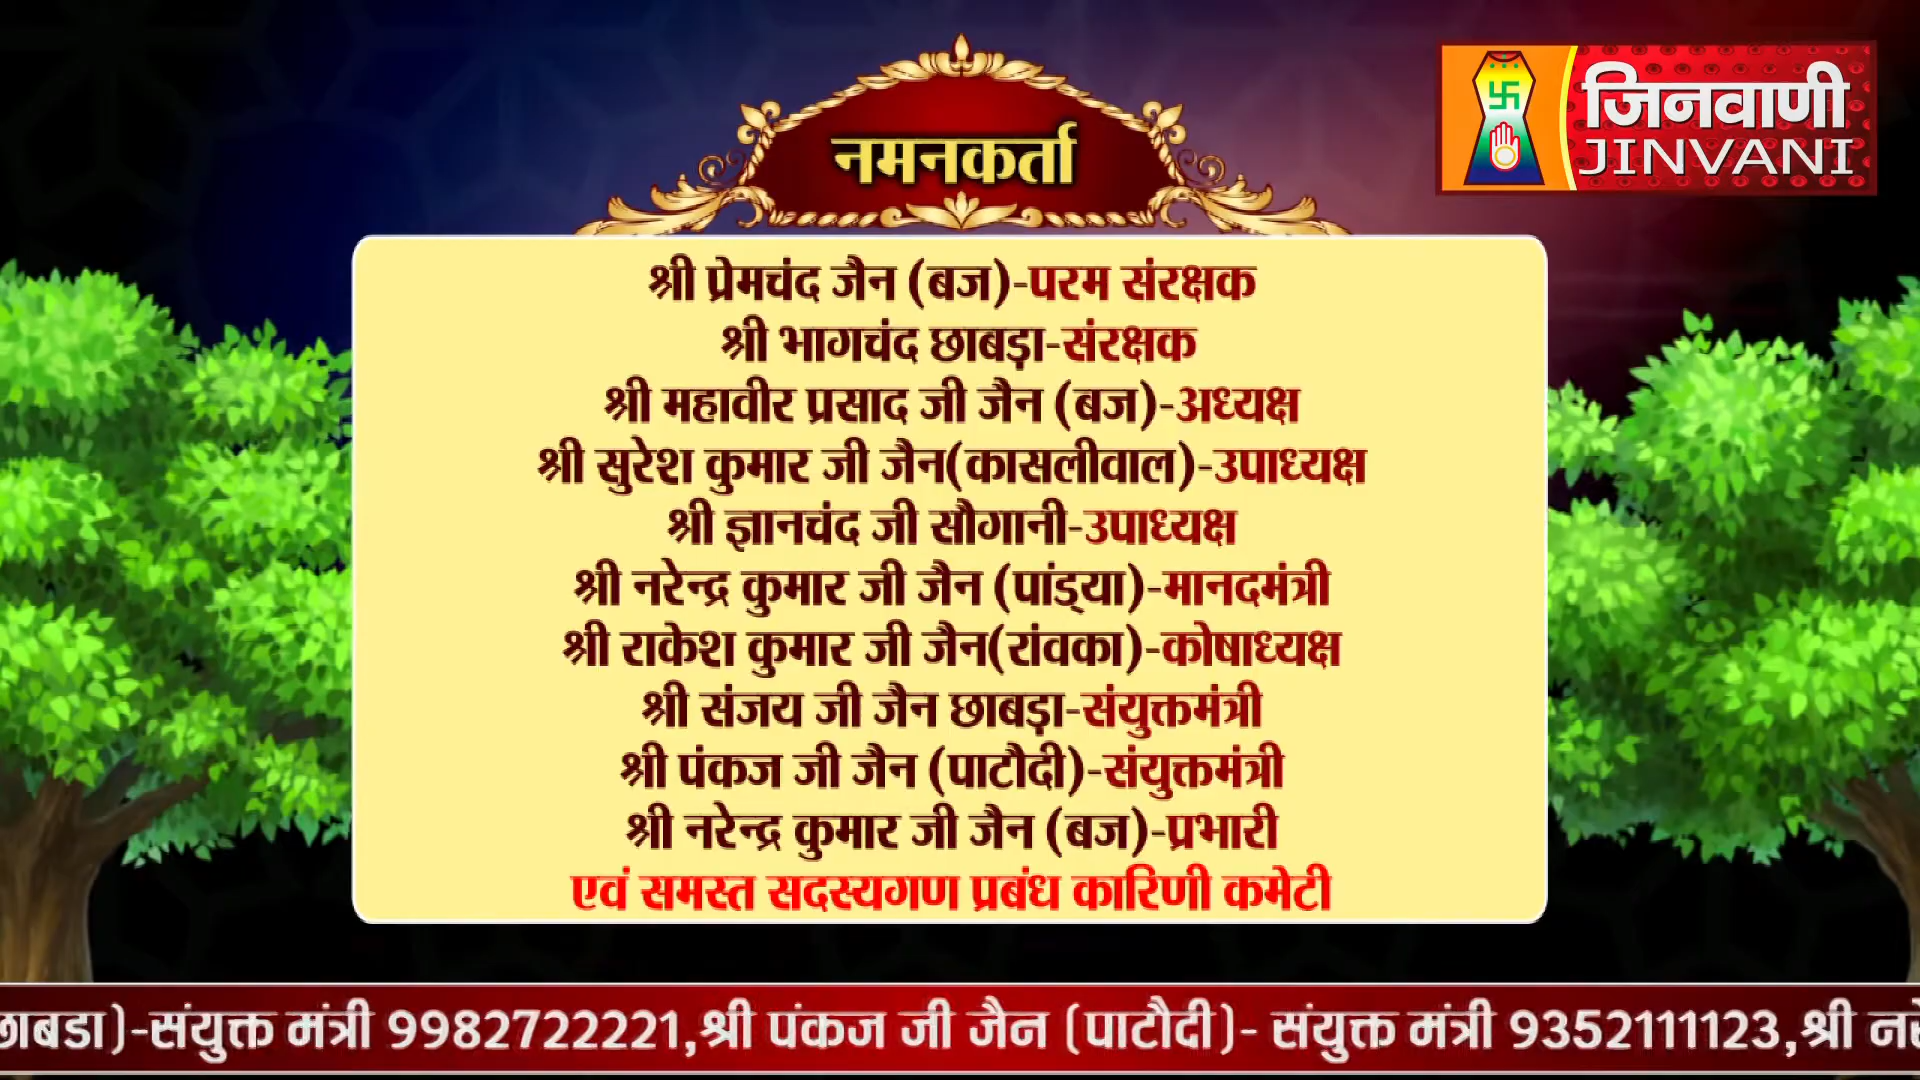 नमनकर्ता
जिनवाणी
JINVANI
श्री प्रेमचंद जैन (बज)-परम संरक्षक
श्री भागचंद छाबड़ा-संरक्षक
श्री महावीर प्रसाद जी जैन (बज)-अध्यक्ष
श्री सुरेश कुमार जी जैन(कासलीवाल)-उपाध्यक्ष
श्री ज्ञानचंद जी सौगानी-उपाध्यक्ष
श्री नरेन्द्र कुमार जी जैन (पांड्या)-मानदमंत्री
श्री राकेश कुमार जी जैन(रांवका)-कोषाध्यक्ष
श्री संजय जी जैन छाबड़ा-संयुक्तमंत्री
श्री पंकज जी जैन (पाटौदी)-संयुक्तमंत्री
श्री नरेन्द्र कुमार जी जैन (बज)-प्रभारी
एवं समस्त सदस्यगण प्रबंध कारिणी कमेटी
छाबडा)-संयुक्त मंत्री 9982722221,श्री पंकज जी जैन (पाटौदी)- संयुक्त मंत्री 9352111123,श्री